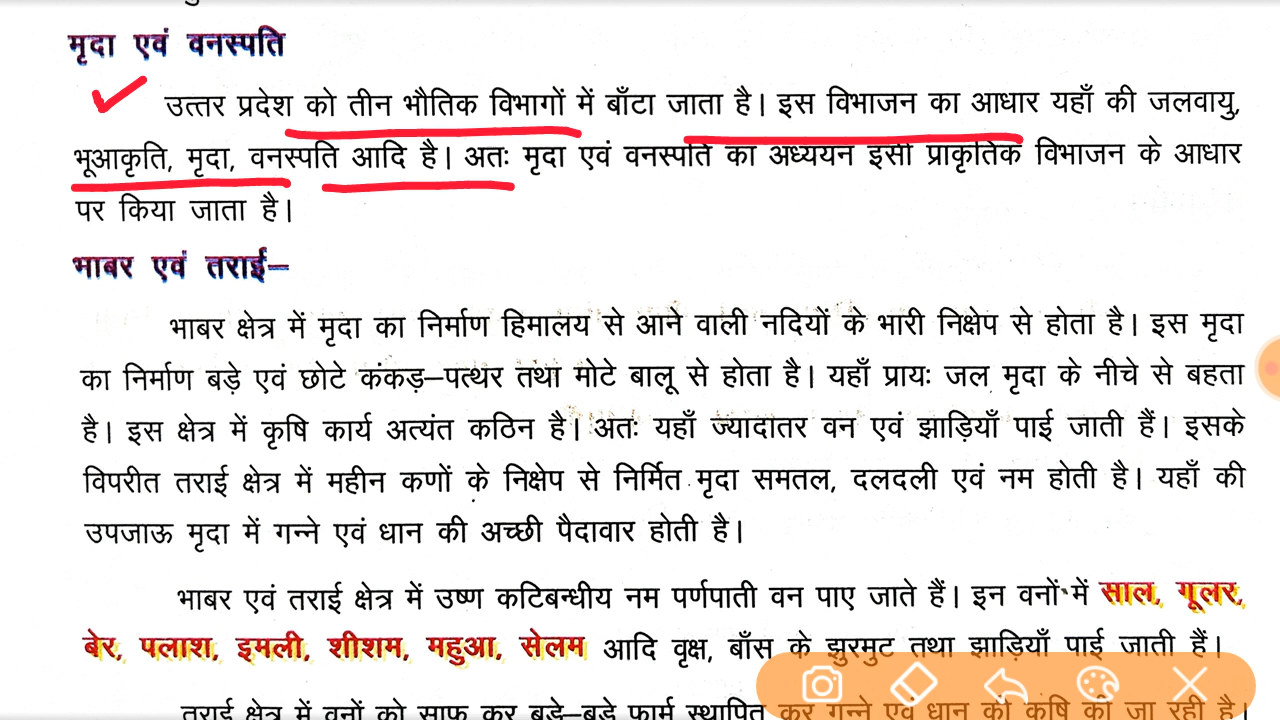 मृदा एवं वनस्पति
उत्तर प्रदेश को तीन भौतिक विभागों में बाँटा जाता है। इस विभाजन का आधार यहाँ की जलवायु,
भूआकृति, मृदा, वनस्पति आदि है। अतः मृदा एवं वनस्पति का अध्ययन इसी प्राकृतिक विभाजन के आधार
पर किया जाता है।
भाबर एवं तराई–
भाबर क्षेत्र में मृदा का निर्माण हिमालय से आने वाली नदियों के भारी निक्षेप से होता है। इस मृदा
का निर्माण बड़े एवं छोटे कंकड़–पत्थर तथा मोटे बालू से होता है। यहाँ प्रायः जल मृदा के नीचे से बहता
है। इस क्षेत्र में कृषि कार्य अत्यंत कठिन है। अतः यहाँ ज्यादातर वन एवं झाड़ियाँ पाई जाती हैं। इसके
विपरीत तराई क्षेत्र में महीन कणों के निक्षेप से निर्मित मृदा समतल, दलदली एवं नम होती है। यहाँ की
उपजाऊ मृदा में गन्ने एवं धान की अच्छी पैदावार होती है।
भाबर एवं तराई क्षेत्र में उष्ण कटिबन्धीय नम पर्णपाती वन पाए जाते हैं। इन वनों में साल, गूलर,
बेर, पलाश, इमली, शीशम, महुआ, सेलम आदि वृक्ष, बाँस के झुरमुट तथा झाड़ियाँ पाई जाती हैं।
तराई क्षेत्र में वनों को साफ कर बड़े–बड़े फार्म स्थापित कर गन्ने एवं धान की कृषि की जा रही है।